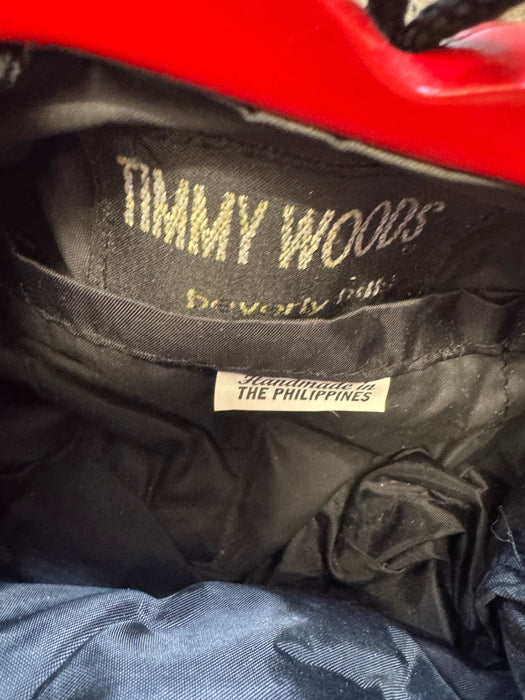 TIMMY WOODS
beverly hills
Handmade in
THE PHILIPPINES